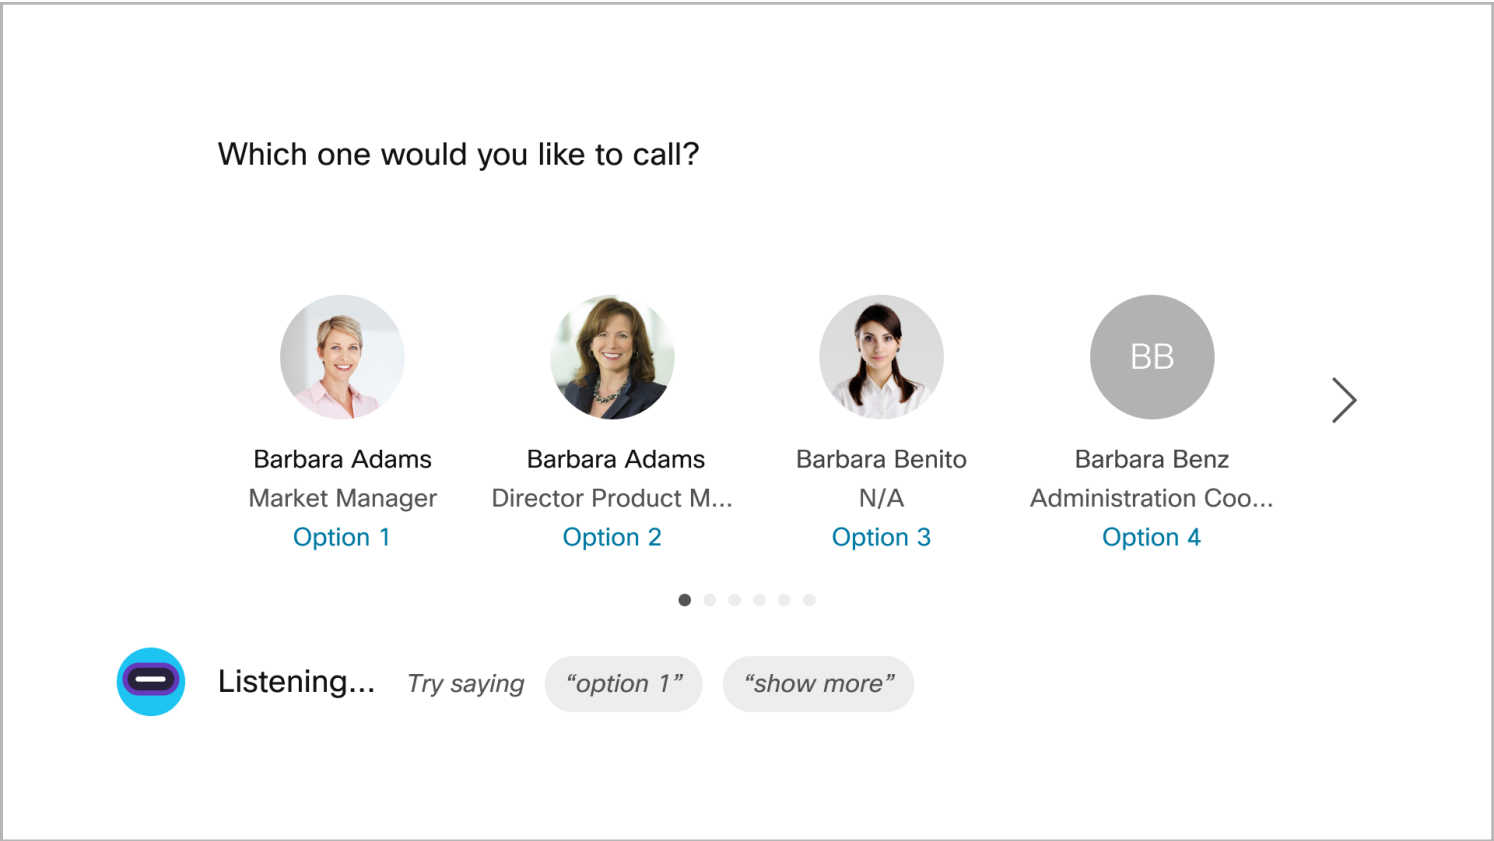 Which one would you like to call?
BB
Barbara Adams
Market Manager
Option 1
Barbara Adams
Director Product M...
Option 2
Barbara Benito
N/A
Option 3
Barbara Benz
Administration Coo...
Option 4
Listening... Try saying “option 1” “show more”